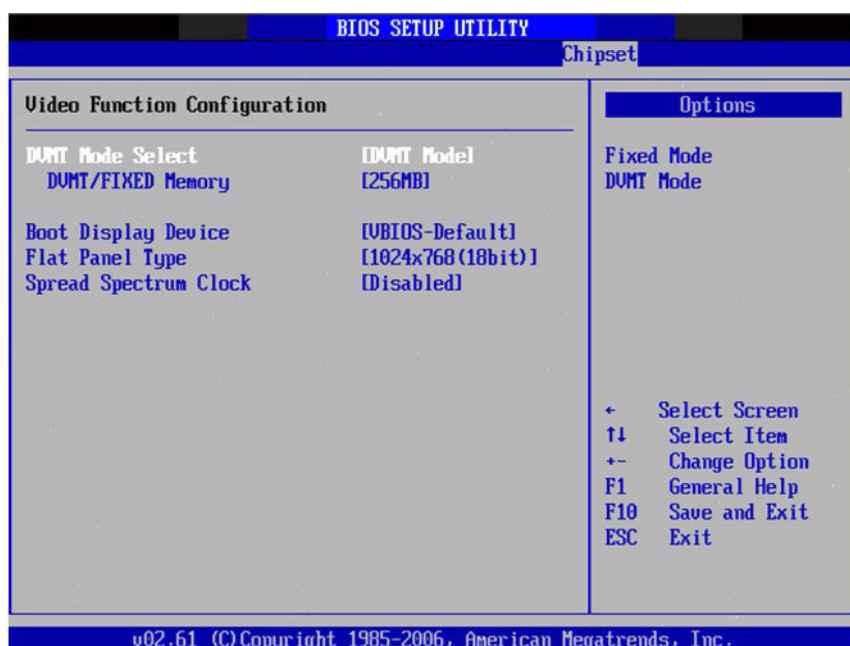 BIOS SETUP UTILITY
Chipset
Video Function Configuration
DVMT Mode Select [DVMT Mode]
DVMT/FIXED Memory [256MB]
Boot Display Device [VBIOS-Default]
Flat Panel Type [1024x768(18bit)]
Spread Spectrum Clock [Disabled]
Options
Fixed Mode
DVMT Mode
← Select Screen
↑↓ Select Item
+- Change Option
F1 General Help
F10 Save and Exit
ESC Exit
v02.61 (C)Copyright 1985-2006, American Megatrends, Inc.